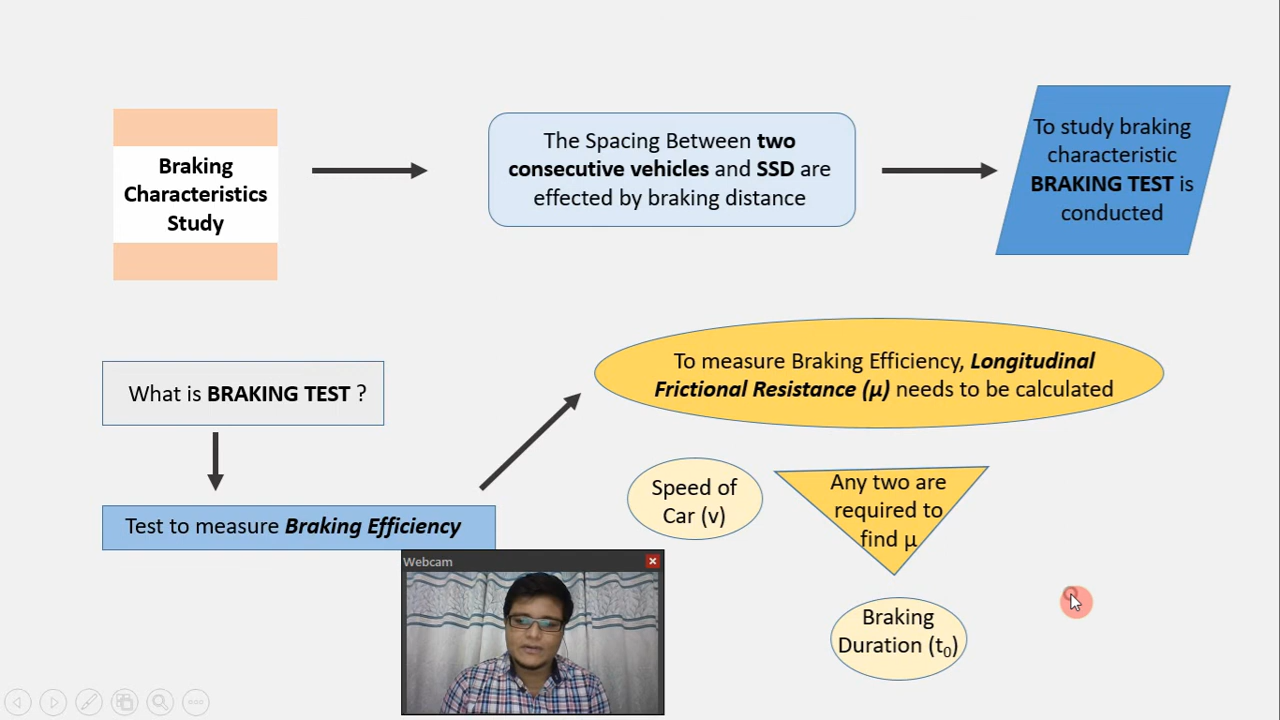 Braking
Characteristics
Study
The Spacing Between two
consecutive vehicles and SSD are
effected by braking distance
To study braking
characteristic
BRAKING TEST is
conducted
What is BRAKING TEST ?
Test to measure Braking Efficiency
To measure Braking Efficiency, Longitudinal
Frictional Resistance (μ) needs to be calculated
Speed of
Car (v)
Any two are
required to
find μ
Braking
Duration (t₀)
Webcam